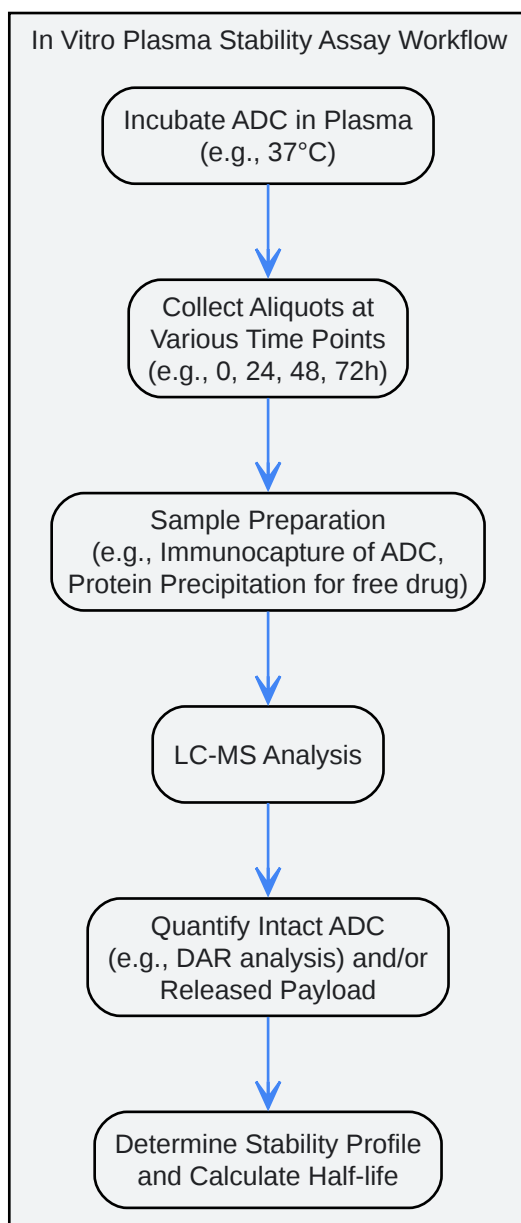 In Vitro Plasma Stability Assay Workflow
Incubate ADC in Plasma
(e.g., 37°C)
Collect Aliquots at
Various Time Points
(e.g., 0, 24, 48, 72h)
Sample Preparation
(e.g., Immunocapture of ADC,
Protein Precipitation for free drug)
LC-MS Analysis
Quantify Intact ADC
(e.g., DAR analysis) and/or
Released Payload
Determine Stability Profile
and Calculate Half-life